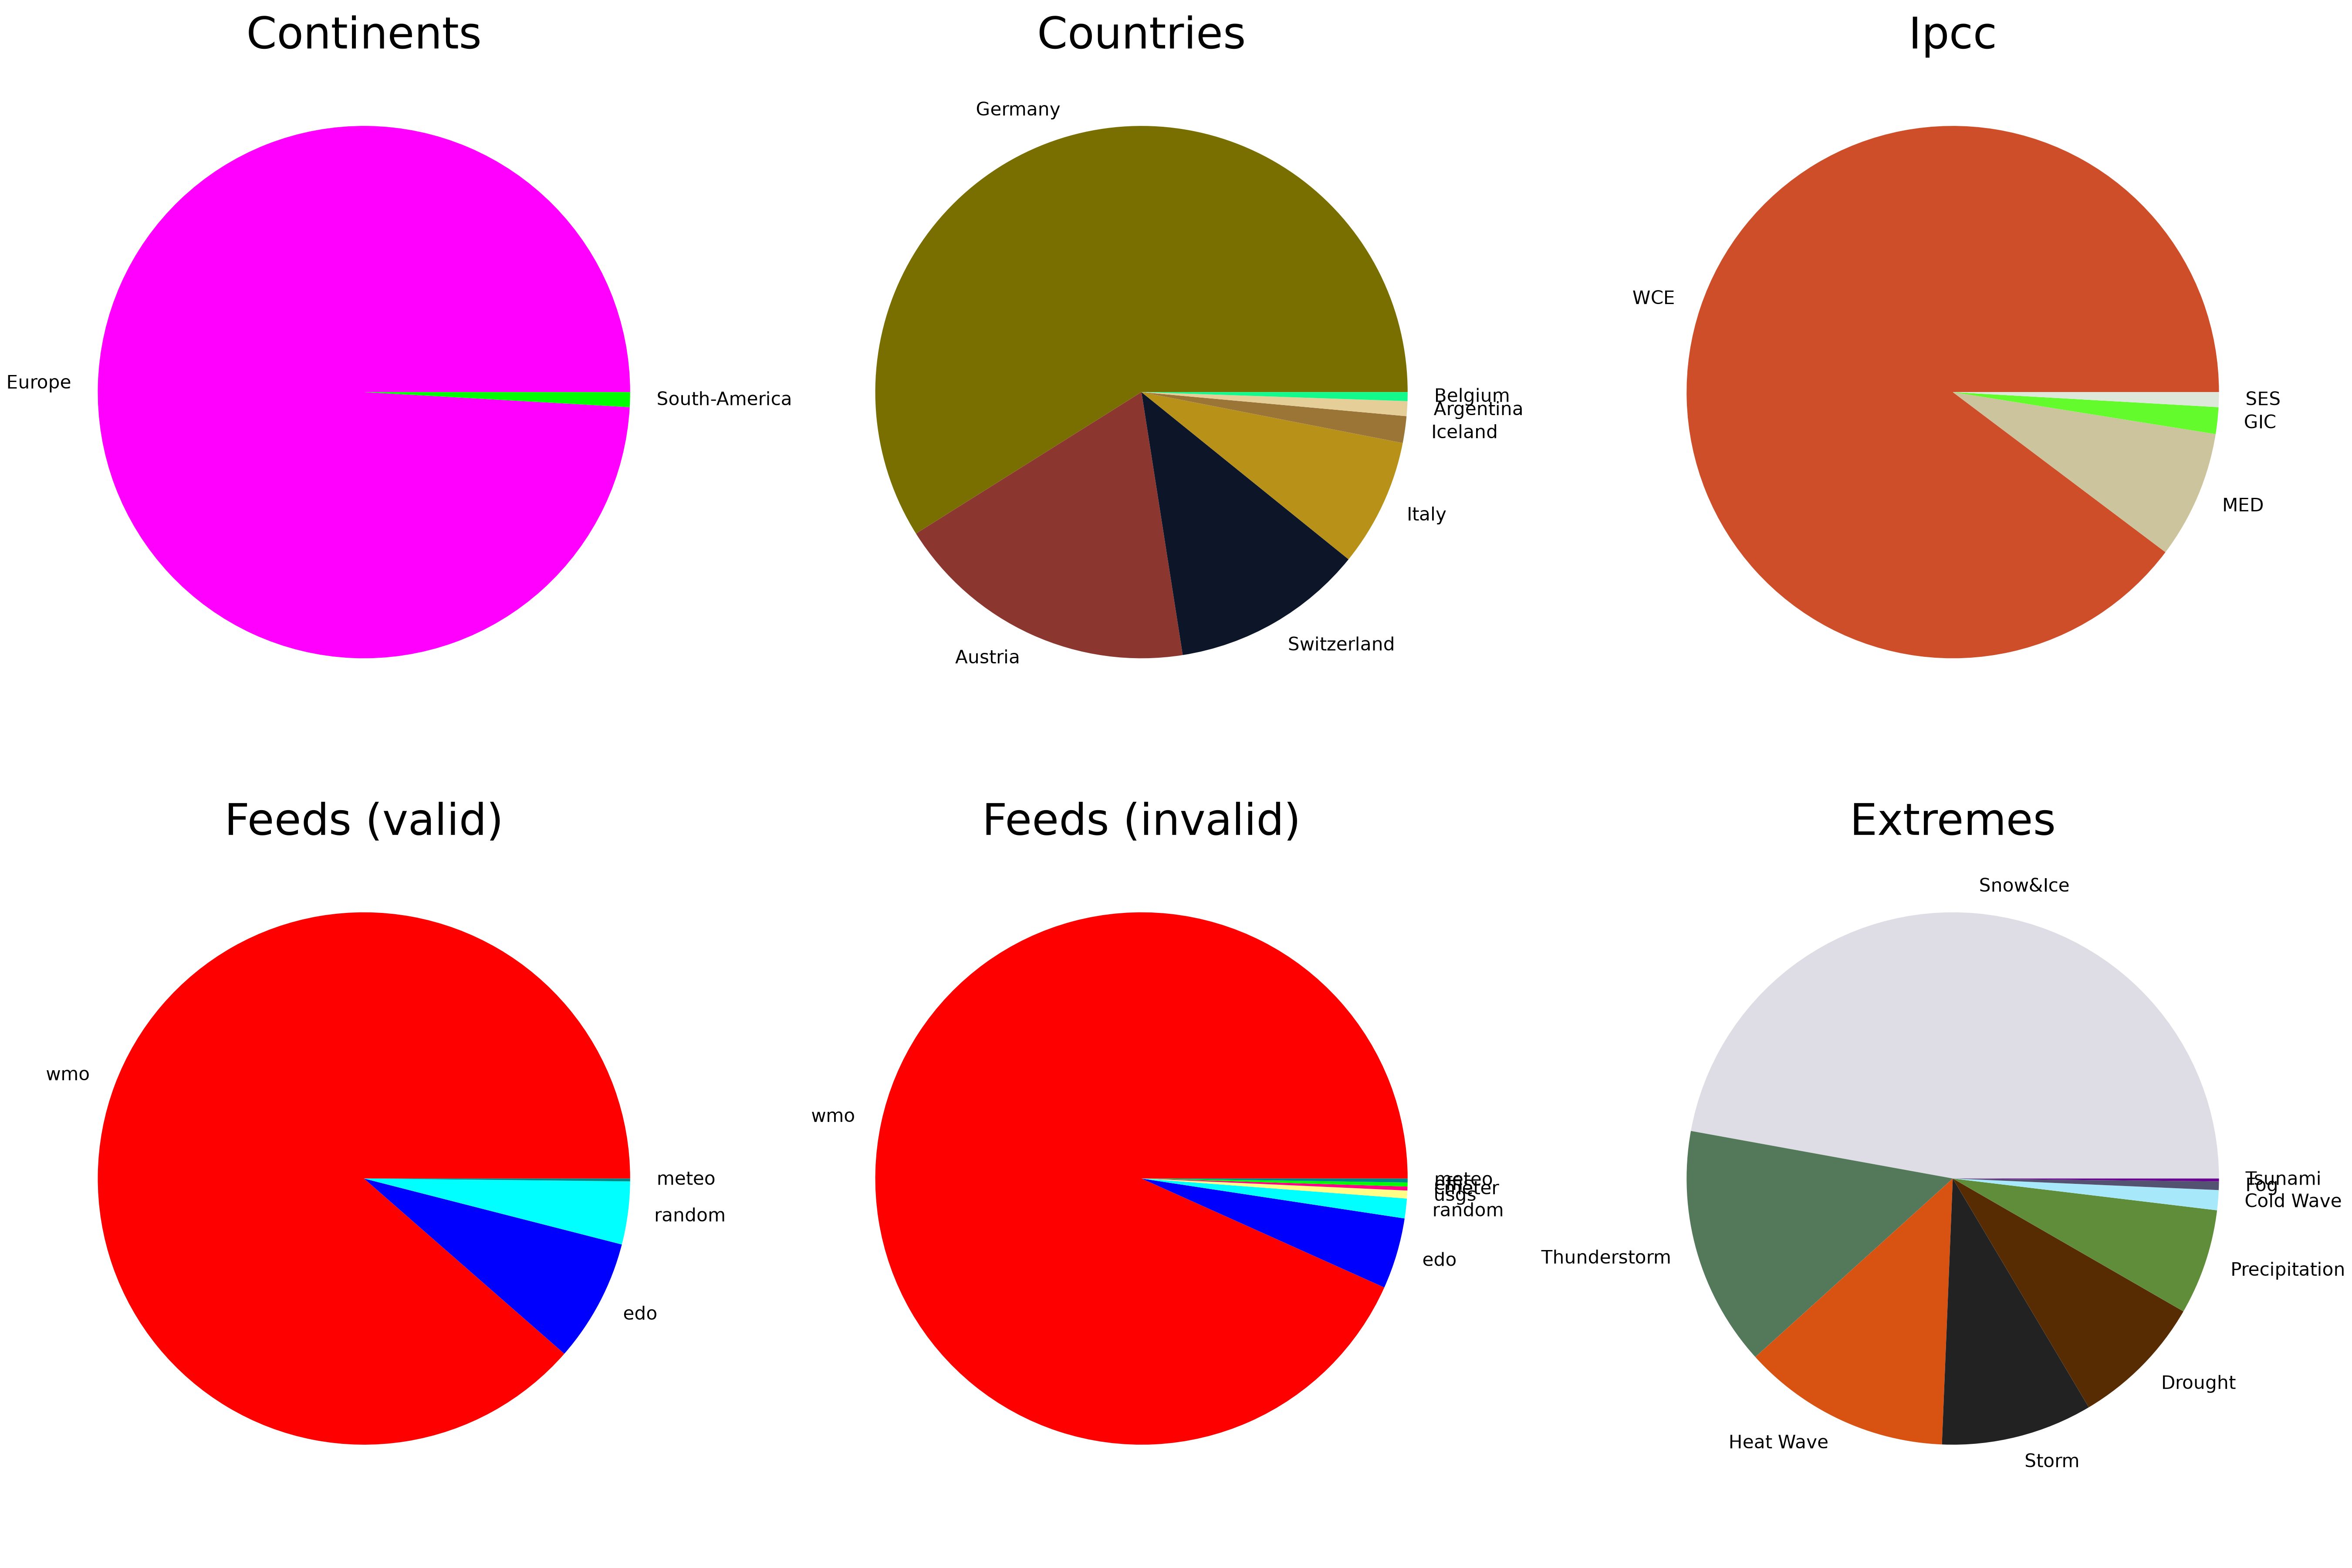 Continents
Countries
Ipcc
Germany
WCE
Europe
South-America
Belgium
Argentina
Iceland
Italy
Switzerland
Austria
SES
GIC
MED
Feeds (valid)
Feeds (invalid)
Extremes
wmo
meteo
random
edo
wmo
meteo
usgs
random
edo
Snow&Ice
Thunderstorm
Heat Wave
Storm
Drought
Precipitation
Cold Wave
Fog
Tsunami